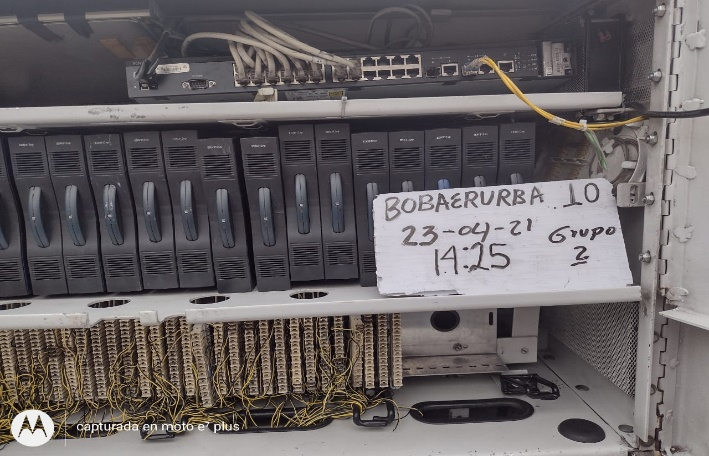 BOBAERURBA 10
23-04-21 Grupo
14:25 2
capturada en moto e⁷ plus